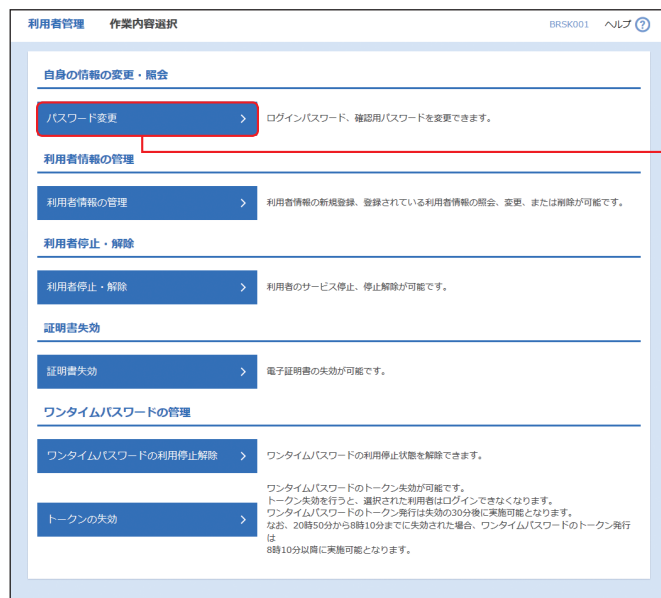 利用者管理 作業内容選択 BRSK001 ヘルプ ?
自身の情報の変更・照会
パスワード変更 > ログインパスワード、確認用パスワードを変更できます。
利用者情報の管理
利用者情報の管理 > 利用者情報の新規登録、登録されている利用者情報の照会、変更、または削除が可能です。
利用者停止・解除
利用者停止・解除 > 利用者のサービス停止、停止解除が可能です。
証明書失効
証明書失効 > 電子証明書の失効が可能です。
ワンタイムパスワードの管理
ワンタイムパスワードの利用停止解除 > ワンタイムパスワードの利用停止状態を解除できます。
トークンの失効 >
ワンタイムパスワードのトークン失効が可能です。
トークン失効を行うと、選択された利用者はログインできなくなります。
ワンタイムパスワードのトークン発行は失効の30分後に実施可能となります。
なお、20時50分から8時10分までに失効された場合、ワンタイムパスワードのトークン発行
は
8時10分以降に実施可能となります。